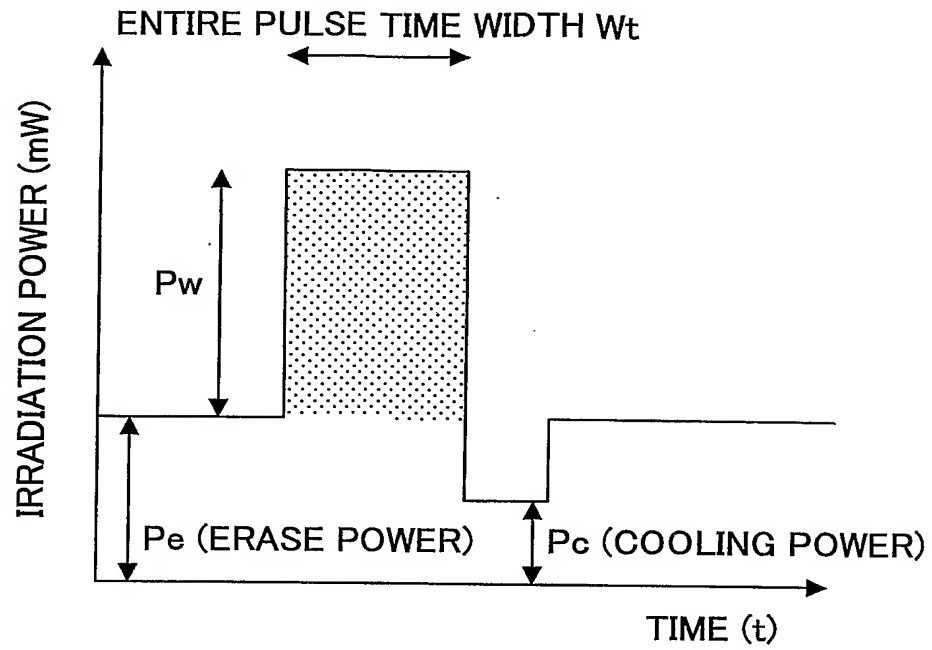 ENTIRE PULSE TIME WIDTH Wt
IRRADIATION POWER (mW)
Pw
Pe (ERASE POWER)
Pc (COOLING POWER)
TIME (t)